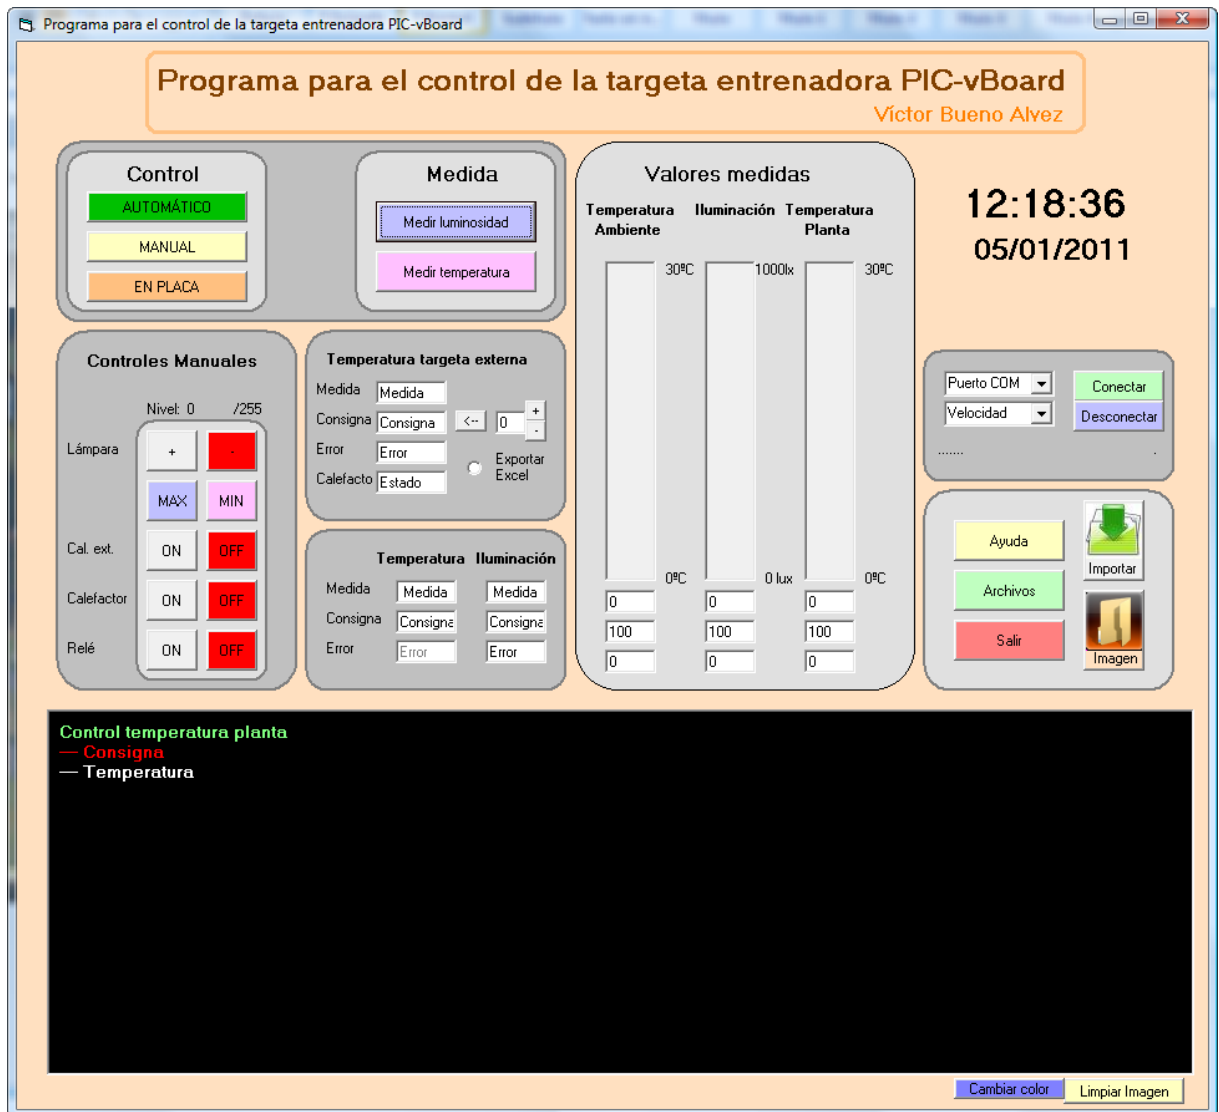 Programa para el control de la targeta entrenadora PIC-vBoard
Programa para el control de la targeta entrenadora PIC-vBoard
Víctor Bueno Alvez
Control
AUTOMÁTICO
MANUAL
EN PLACA
Medida
Medir luminosidad
Medir temperatura
Valores medidas
Temperatura Ambiente
Iluminación
Temperatura Planta
30ºC
1000lx
30ºC
0ºC
0 lux
0ºC
0
0
0
100
100
100
0
0
0
12:18:36
05/01/2011
Controles Manuales
Nivel: 0 /255
Lámpara
+
-
MAX
MIN
Cal. ext.
ON
OFF
Calefactor
ON
OFF
Relé
ON
OFF
Temperatura targeta externa
Medida
Medida
Consigna
Consigna
<--
0
+
-
Error
Error
Calefacto
Estado
Exportar Excel
Temperatura
Iluminación
Medida
Medida
Medida
Consigna
Consigna
Consigna
Error
Error
Error
Puerto COM
Conectar
Velocidad
Desconectar
.......
.
Ayuda
Archivos
Salir
Importar
Imagen
Control temperatura planta
— Consigna
— Temperatura
Cambiar color
Limpiar Imagen